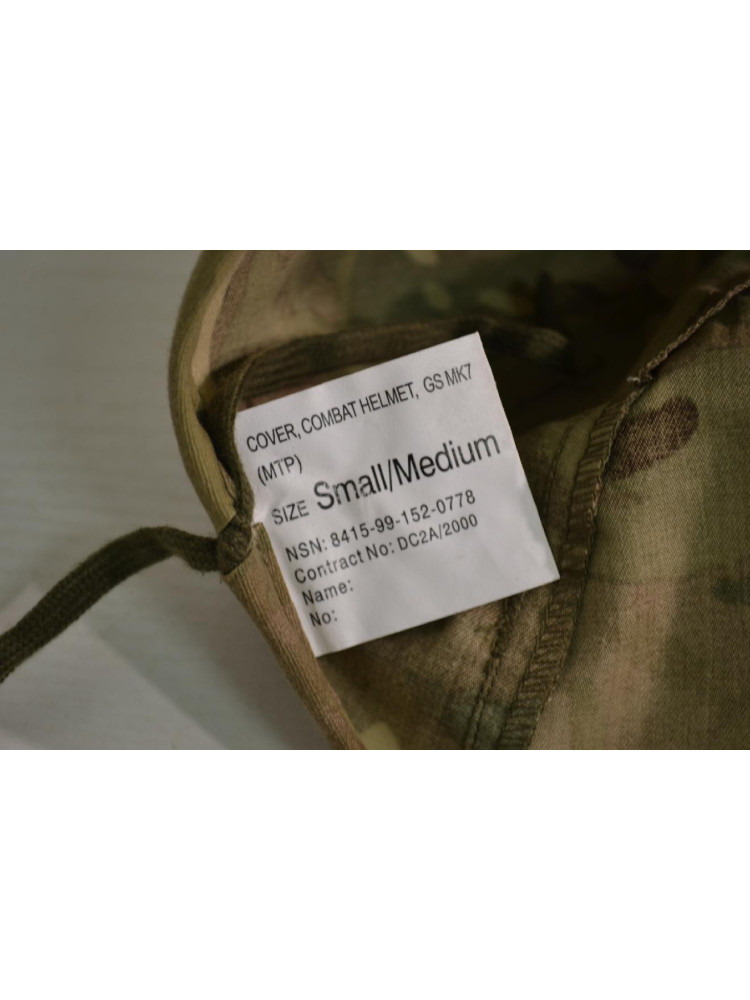 COVER, COMBAT HELMET, GS MK7
(MTP)
SIZE Small/Medium
NSN: 8415-99-152-0778
Contract No: DC2A/2000
Name:
No: